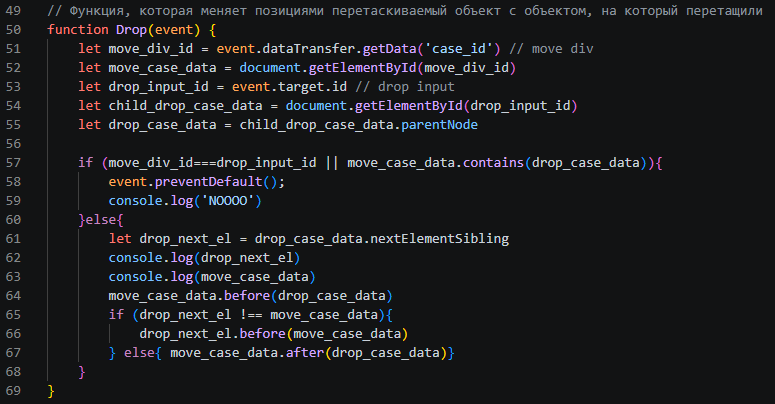 49 // Функция, которая меняет позициями перетаскиваемый объект с объектом, на который перетащили
50 function Drop(event) {
51     let move_div_id = event.dataTransfer.getData('case_id') // move div
52     let move_case_data = document.getElementById(move_div_id)
53     let drop_input_id = event.target.id // drop input
54     let child_drop_case_data = document.getElementById(drop_input_id)
55     let drop_case_data = child_drop_case_data.parentNode
56
57     if (move_div_id===drop_input_id || move_case_data.contains(drop_case_data)){
58         event.preventDefault();
59         console.log('NOOOO')
60     }else{
61         let drop_next_el = drop_case_data.nextElementSibling
62         console.log(drop_next_el)
63         console.log(move_case_data)
64         move_case_data.before(drop_case_data)
65         if (drop_next_el !== move_case_data){
66             drop_next_el.before(move_case_data)
67         } else{ move_case_data.after(drop_case_data)}
68     }
69 }